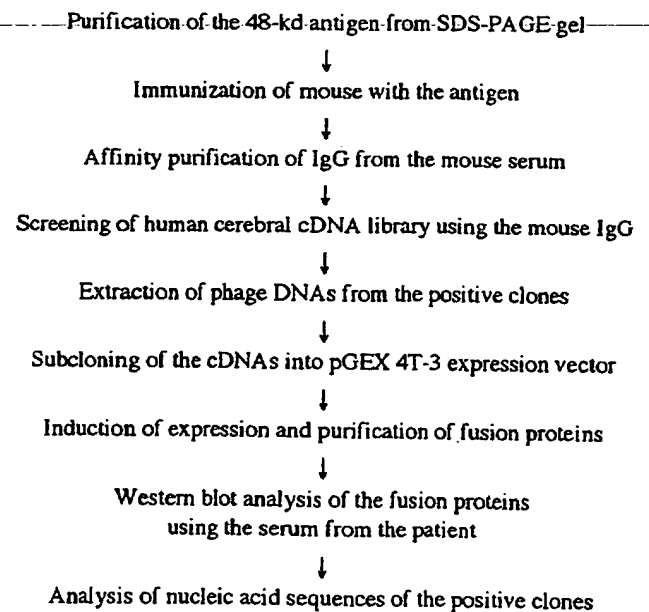 Purification of the 48-kd antigen from SDS-PAGE gel
↓
Immunization of mouse with the antigen
↓
Affinity purification of IgG from the mouse serum
↓
Screening of human cerebral cDNA library using the mouse IgG
↓
Extraction of phage DNAs from the positive clones
↓
Subcloning of the cDNAs into pGEX 4T-3 expression vector
↓
Induction of expression and purification of fusion proteins
↓
Western blot analysis of the fusion proteins
using the serum from the patient
↓
Analysis of nucleic acid sequences of the positive clones